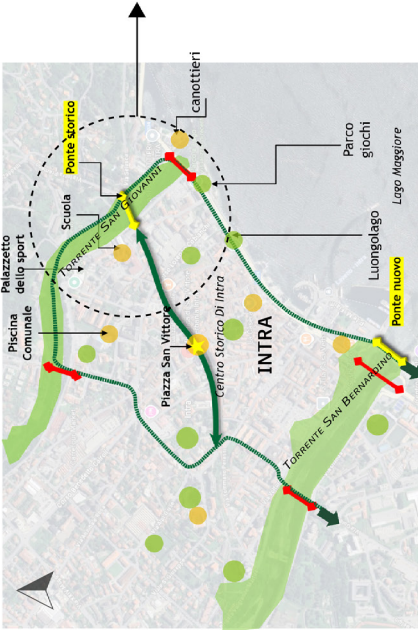 canottieri
Ponte storico
Parco
giochi
Lago Maggiore
Scuola
TORRENTE SAN GIOVANNI
Palazzetto
dello sport
Luongolago
Ponte nuovo
Piscina
Comunale
Piazza San Vittore
Centro Storico Di Intra
INTRA
TORRENTE SAN BERNARDINO